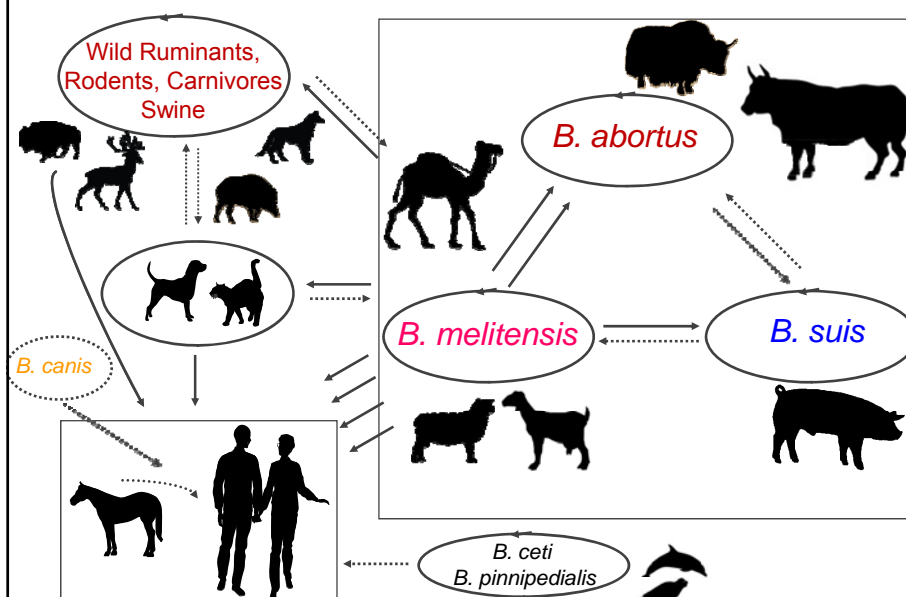 Wild Ruminants,
Rodents, Carnivores
Swine
B. abortus
B. melitensis
B. suis
B. canis
B. ceti
B. pinnipedialis